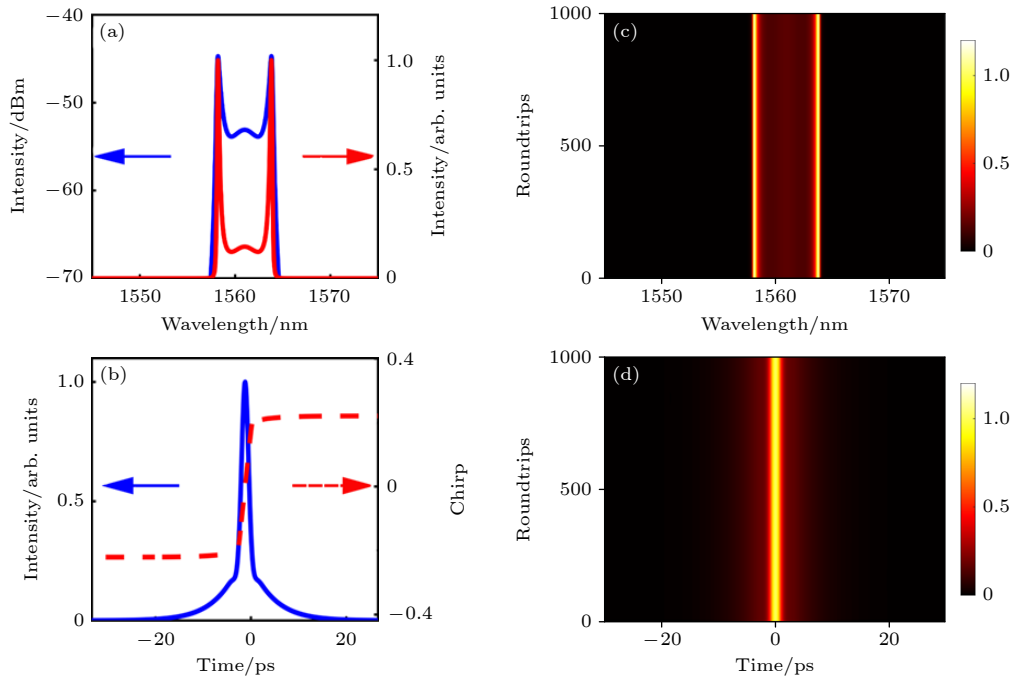 (a)
−40
−50
−60
−70
Intensity/dBm
1.0
0.5
0
Intensity/arb. units
1550
1560
1570
Wavelength/nm
(c)
1000
500
0
Roundtrips
1550
1560
1570
Wavelength/nm
1.0
0.5
0
(b)
1.0
0.5
0
Intensity/arb. units
0.4
0
−0.4
Chirp
−20
0
20
Time/ps
(d)
1000
500
0
Roundtrips
−20
0
20
Time/ps
1.0
0.5
0